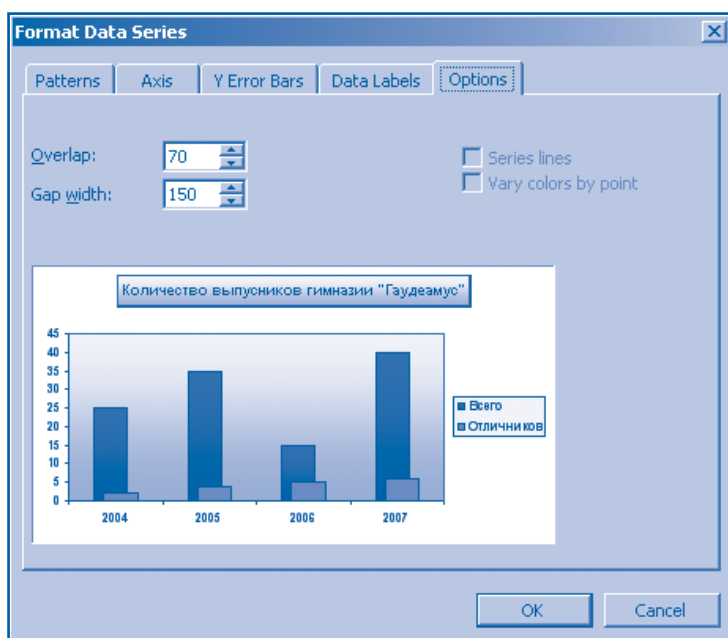 Format Data Series
Patterns Axis Y Error Bars Data Labels Options
Overlap: 70
Series lines
Gap width: 150
Vary colors by point
Количество выпусников гимназии "Гаудеамус"
45
40
35
30
25
20
15
10
5
0
2004 2005 2006 2007
Всего
Отличников
OK Cancel